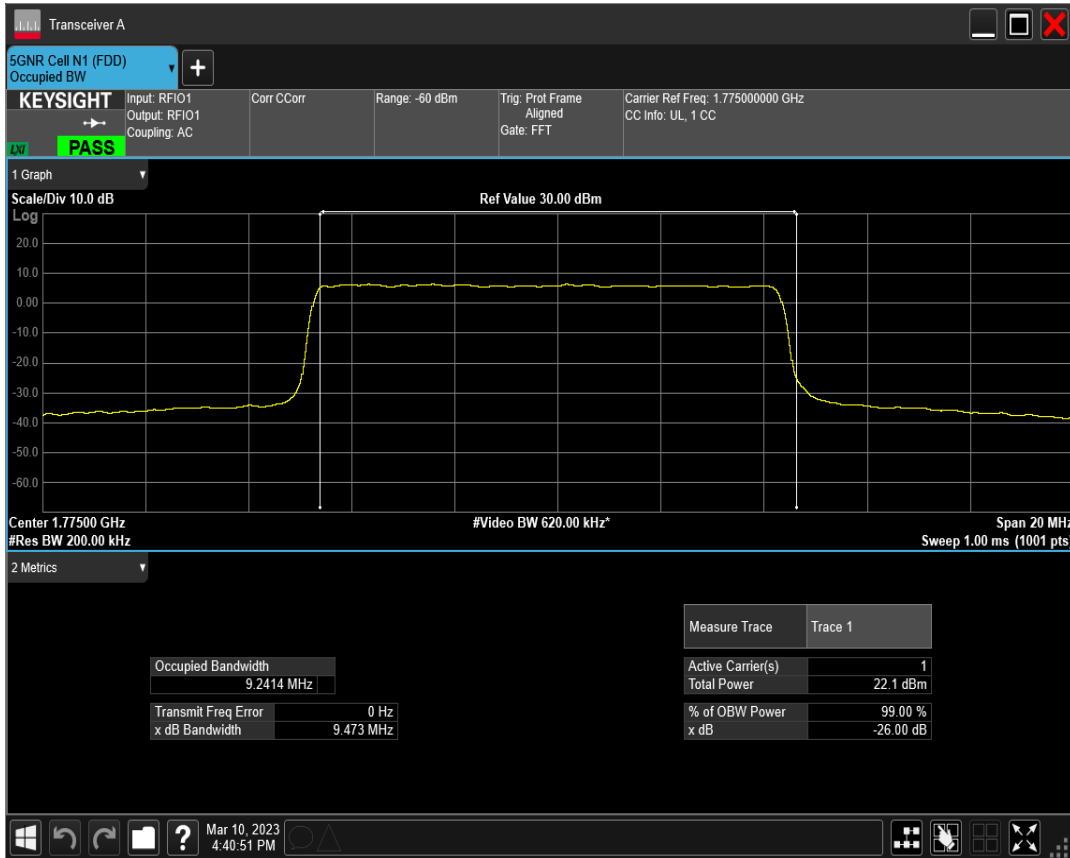 Transceiver A
5GNR Cell N1 (FDD)
Occupied BW
+
KEYSIGHT
LXI
PASS
Input: RFIO1
Output: RFIO1
Coupling: AC
Corr CCorr
Range: -60 dBm
Trig: Prot Frame
Aligned
Gate: FFT
Carrier Ref Freq: 1.775000000 GHz
CC Info: UL, 1 CC
1 Graph
Scale/Div 10.0 dB
Ref Value 30.00 dBm
Log
20.0
10.0
0.00
-10.0
-20.0
-30.0
-40.0
-50.0
-60.0
Center 1.77500 GHz
#Video BW 620.00 kHz*
Span 20 MHz
#Res BW 200.00 kHz
Sweep 1.00 ms (1001 pts)
2 Metrics
Measure Trace Trace 1
Occupied Bandwidth
9.2414 MHz
Active Carrier(s) 1
Total Power 22.1 dBm
Transmit Freq Error 0 Hz
x dB Bandwidth 9.473 MHz
% of OBW Power 99.00 %
x dB -26.00 dB
?
Mar 10, 2023
4:40:51 PM